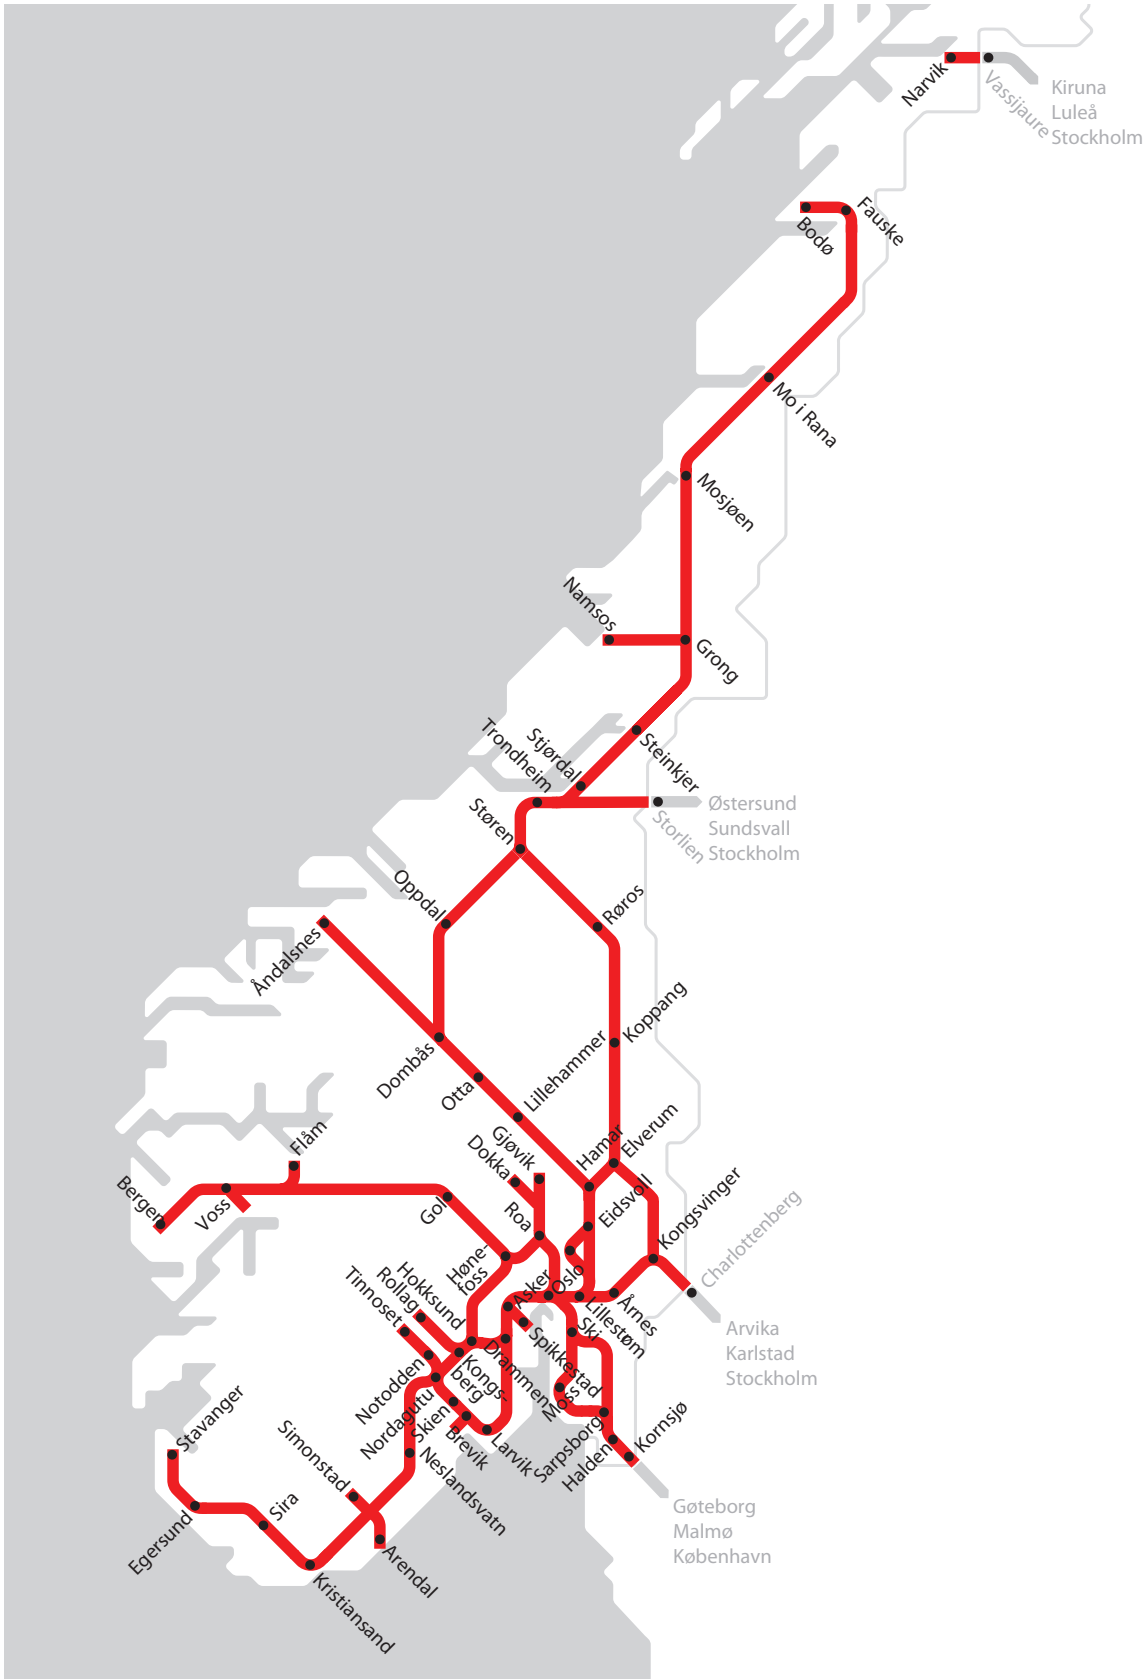 Narvik
Vassijaure
Kiruna
Luleå
Stockholm
Bodø
Fauske
Mo i Rana
Mosjøen
Namsos
Grong
Steinkjer
Stjørdal
Trondheim
Storlien
Østersund
Sundsvall
Stockholm
Støren
Oppdal
Røros
Åndalsnes
Dombås
Otta
Lillehammer
Koppang
Hamar
Elverum
Gjøvik
Dokka
Roa
Eidsvoll
Kongsvinger
Charlottenberg
Flåm
Bergen
Voss
Gol
Høne-
foss
Asker
Oslo
Lillestøm
Årnes
Arvika
Karlstad
Stockholm
Hokksund
Rollag
Tinnoset
Drammen
Spikkestad
Ski
Moss
Kongs-
berg
Notodden
Nordagutu
Skien
Brevik
Larvik
Sarpsborg
Halden
Kornsjø
Gøteborg
Malmø
København
Neslandsvatn
Stavanger
Simonstad
Egersund
Sira
Arendal
Kristiansand